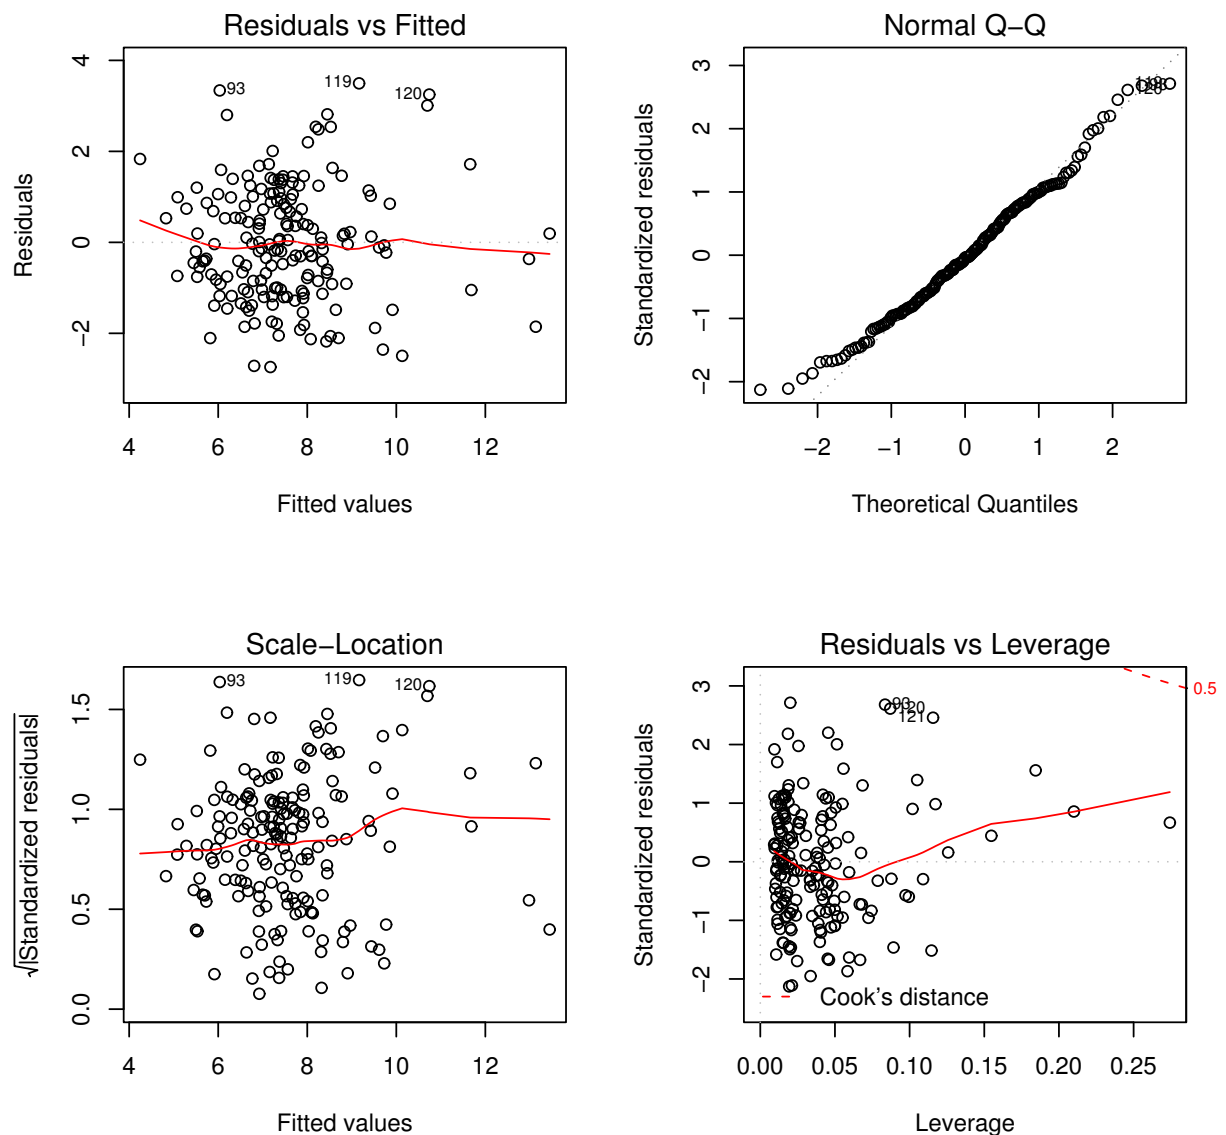 Residuals vs Fitted
4
2
0
−2
Residuals
93
119
120
4 6 8 10 12
Fitted values
Normal Q−Q
3
2
1
0
−1
−2
Standardized residuals
−2 −1 0 1 2
Theoretical Quantiles
Scale−Location
1.5
1.0
0.5
0.0
√|Standardized residuals|
93
119
120
4 6 8 10 12
Fitted values
Residuals vs Leverage
3
2
1
0
−1
−2
Standardized residuals
93
120
121
0.5
Cook's distance
0.00 0.05 0.10 0.15 0.20 0.25
Leverage